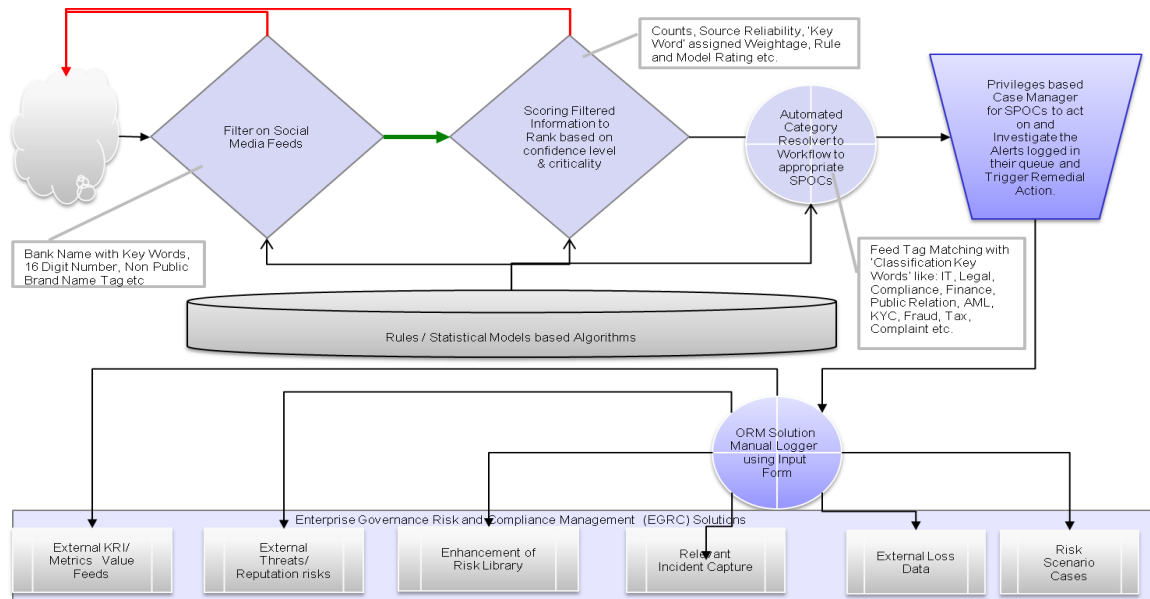 Counts, Source Reliability, 'Key
Word' assigned Weightage, Rule
and Model Rating etc.
Filter on Social
Media Feeds
Scoring Filtered
Information to
Rank based on
confidence level
& criticality
Automated
Category
Resolver to
Workflow to
appropriate
SPOCs
Privileges based
Case Manager
for SPOCs to act
on and
Investigate the
Alerts logged in
their queue and
Trigger Remedial
Action.
Bank Name with Key Words,
16 Digit Number, Non Public
Brand Name Tag etc
Feed Tag Matching with
'Classification Key
Words' like: IT, Legal,
Compliance, Finance,
Public Relation, AML,
KYC, Fraud, Tax,
Complaint etc.
Rules / Statistical Models based Algorithms
ORM Solution
Manual Logger
using Input
Form
Enterprise Governance Risk and Compliance Management (EGRC) Solutions
External KRI/
Metrics Value
Feeds
External
Threats/
Reputation risks
Enhancement of
Risk Library
Relevant
Incident Capture
External Loss
Data
Risk
Scenario
Cases